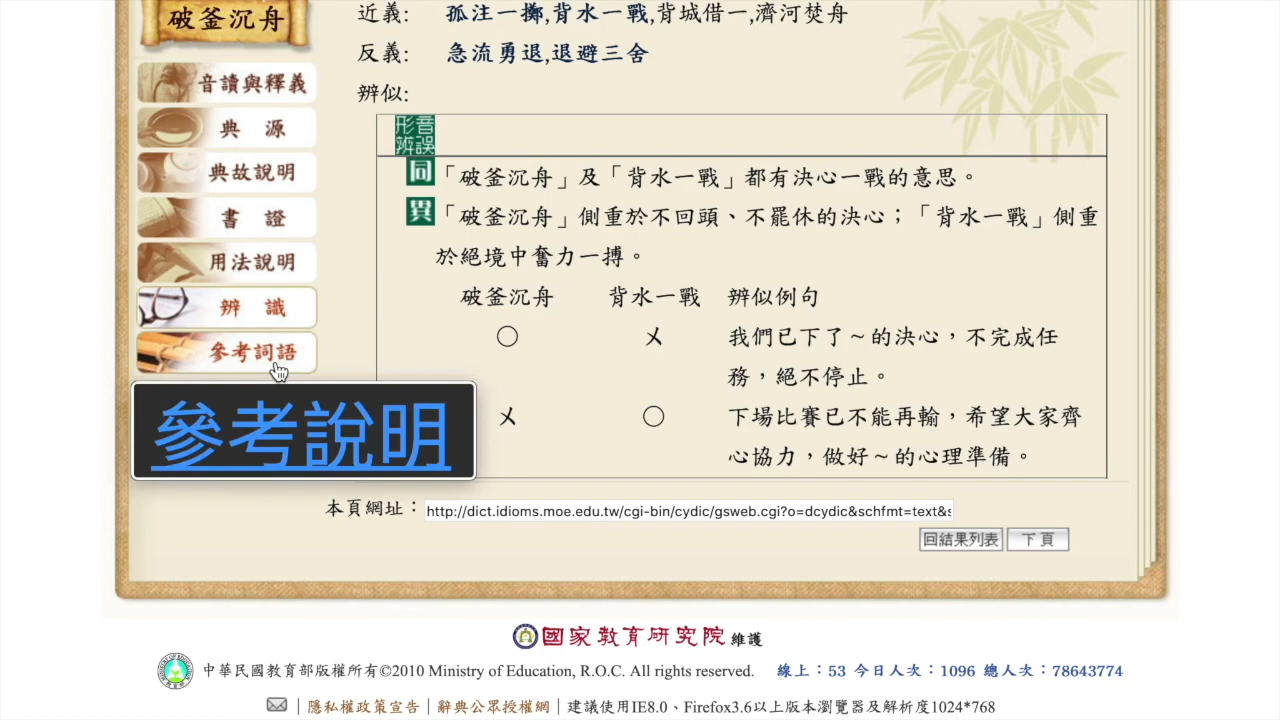 破釜沉舟
音讀與釋義
典 源
典故說明
書 證
用法說明
辨 識
參考詞語
參考說明
近義: 孤注一擲,背水一戰,背城借一,濟河焚舟
反義: 急流勇退,退避三舍
辨似:
形音辨誤
同「破釜沉舟」及「背水一戰」都有決心一戰的意思。
異「破釜沉舟」側重於不回頭、不罷休的決心；「背水一戰」側重
於絕境中奮力一搏。
破釜沉舟 背水一戰 辨似例句
○ ㄨ 我們已下了～的決心，不完成任
務，絕不停止。
ㄨ ○ 下場比賽已不能再輸，希望大家齊
心協力，做好～的心理準備。
本頁網址： http://dict.idioms.moe.edu.tw/cgi-bin/cydic/gsweb.cgi?o=dcydic&schfmt=text&s
回結果列表 下頁
國家教育研究院 維護
中華民國教育部版權所有©2010 Ministry of Education, R.O.C. All rights reserved. 線上：53 今日人次：1096 總人次：78643774
｜隱私權政策宣告｜辭典公眾授權網｜建議使用IE8.0、Firefox3.6以上版本瀏覽器及解析度1024*768